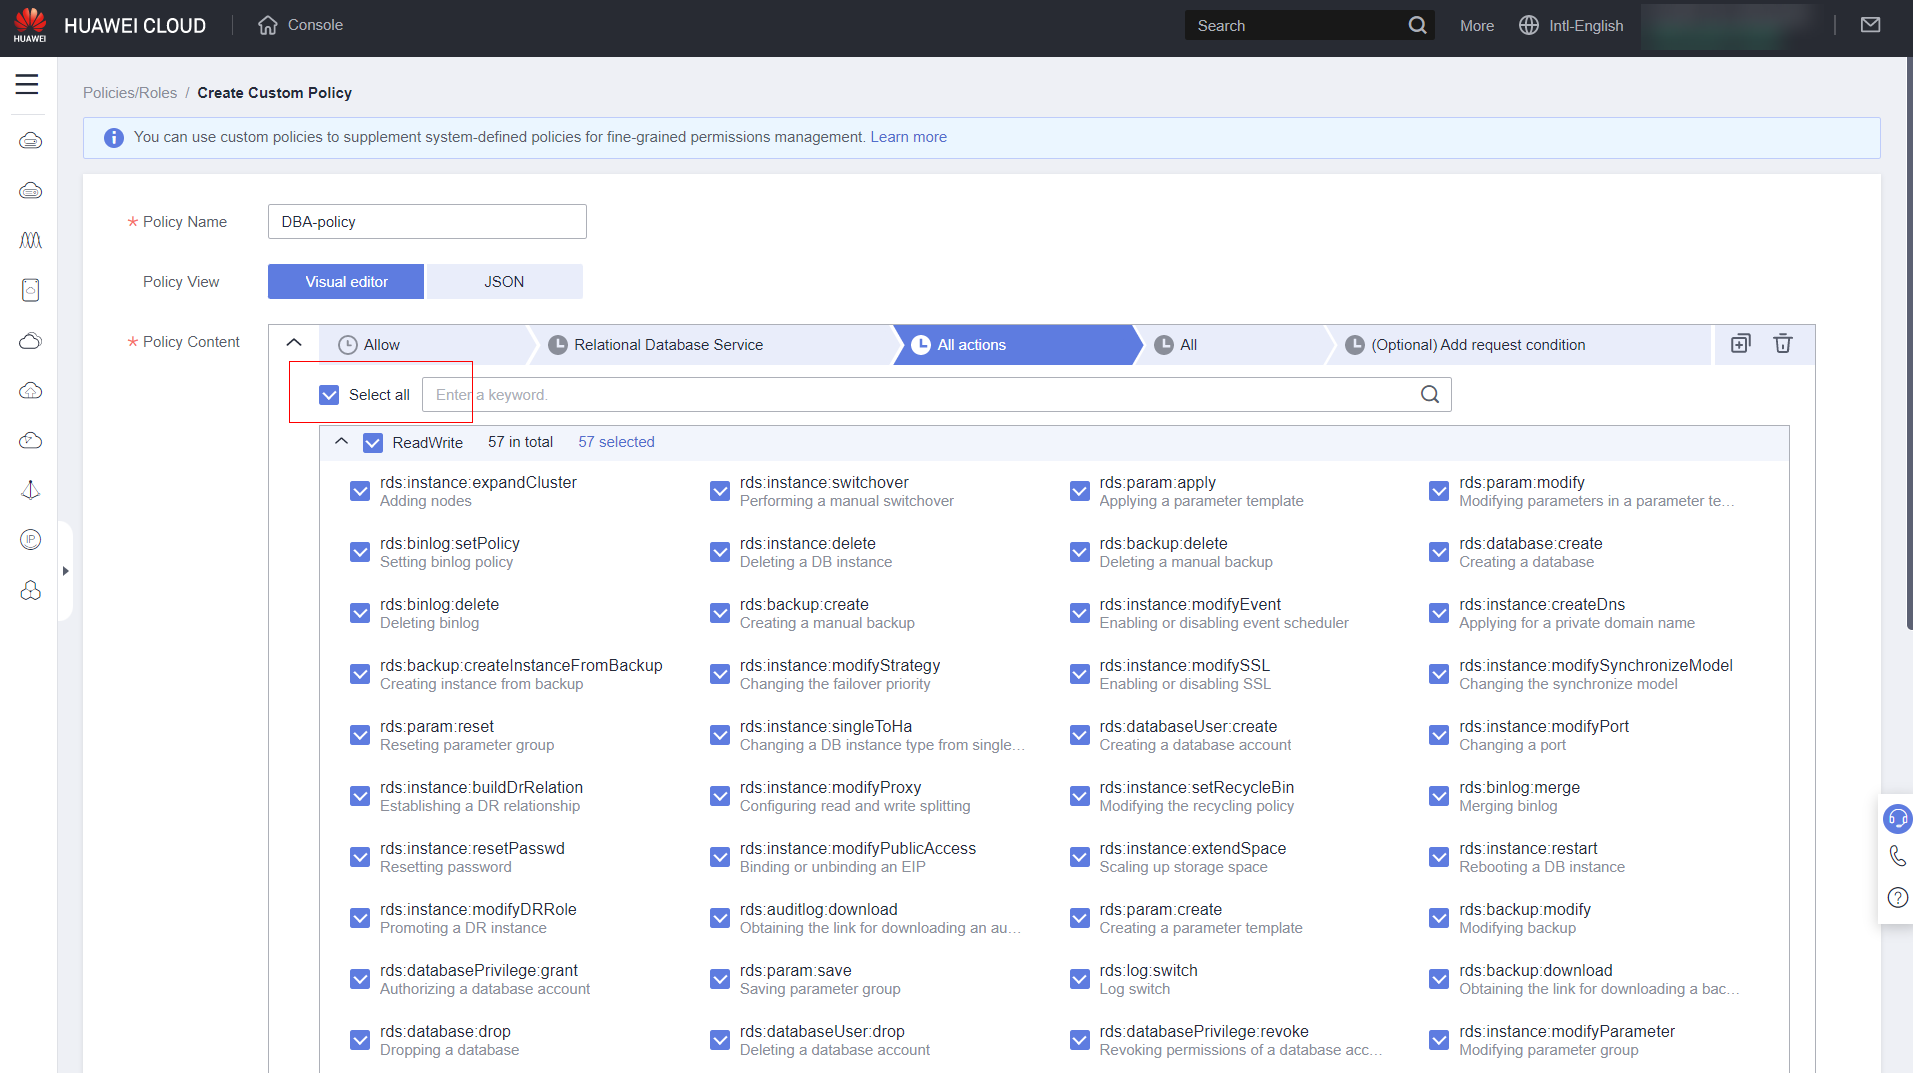 HUAWEI
HUAWEI CLOUD
Console
Search
More
Intl-English
Policies/Roles / Create Custom Policy
You can use custom policies to supplement system-defined policies for fine-grained permissions management. Learn more
* Policy Name
DBA-policy
Policy View
Visual editor
JSON
* Policy Content
Allow
Relational Database Service
All actions
All
(Optional) Add request condition
Select all
Enter a keyword.
ReadWrite 57 in total 57 selected
rds:instance:expandCluster
Adding nodes
rds:instance:switchover
Performing a manual switchover
rds:param:apply
Applying a parameter template
rds:param:modify
Modifying parameters in a parameter te...
rds:binlog:setPolicy
Setting binlog policy
rds:instance:delete
Deleting a DB instance
rds:backup:delete
Deleting a manual backup
rds:database:create
Creating a database
rds:binlog:delete
Deleting binlog
rds:backup:create
Creating a manual backup
rds:instance:modifyEvent
Enabling or disabling event scheduler
rds:instance:createDns
Applying for a private domain name
rds:backup:createInstanceFromBackup
Creating instance from backup
rds:instance:modifyStrategy
Changing the failover priority
rds:instance:modifySSL
Enabling or disabling SSL
rds:instance:modifySynchronizeModel
Changing the synchronize model
rds:param:reset
Reseting parameter group
rds:instance:singleToHa
Changing a DB instance type from single...
rds:databaseUser:create
Creating a database account
rds:instance:modifyPort
Changing a port
rds:instance:buildDrRelation
Establishing a DR relationship
rds:instance:modifyProxy
Configuring read and write splitting
rds:instance:setRecycleBin
Modifying the recycling policy
rds:binlog:merge
Merging binlog
rds:instance:resetPasswd
Resetting password
rds:instance:modifyPublicAccess
Binding or unbinding an EIP
rds:instance:extendSpace
Scaling up storage space
rds:instance:restart
Rebooting a DB instance
rds:instance:modifyDRRole
Promoting a DR instance
rds:auditlog:download
Obtaining the link for downloading an au...
rds:param:create
Creating a parameter template
rds:backup:modify
Modifying backup
rds:databasePrivilege:grant
Authorizing a database account
rds:param:save
Saving parameter group
rds:log:switch
Log switch
rds:backup:download
Obtaining the link for downloading a bac...
rds:database:drop
Dropping a database
rds:databaseUser:drop
Deleting a database account
rds:databasePrivilege:revoke
Revoking permissions of a database acc...
rds:instance:modifyParameter
Modifying parameter group
IP